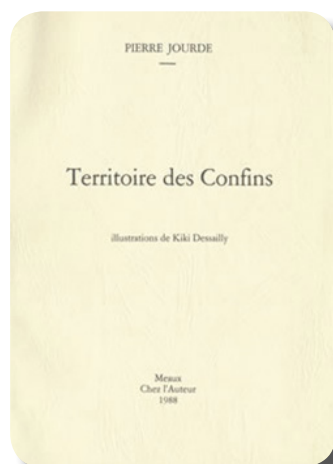 PIERRE JOURDE
Territoire des Confins
illustrations de Kiki Dessailly
Meaux
Chez l'Auteur
1988